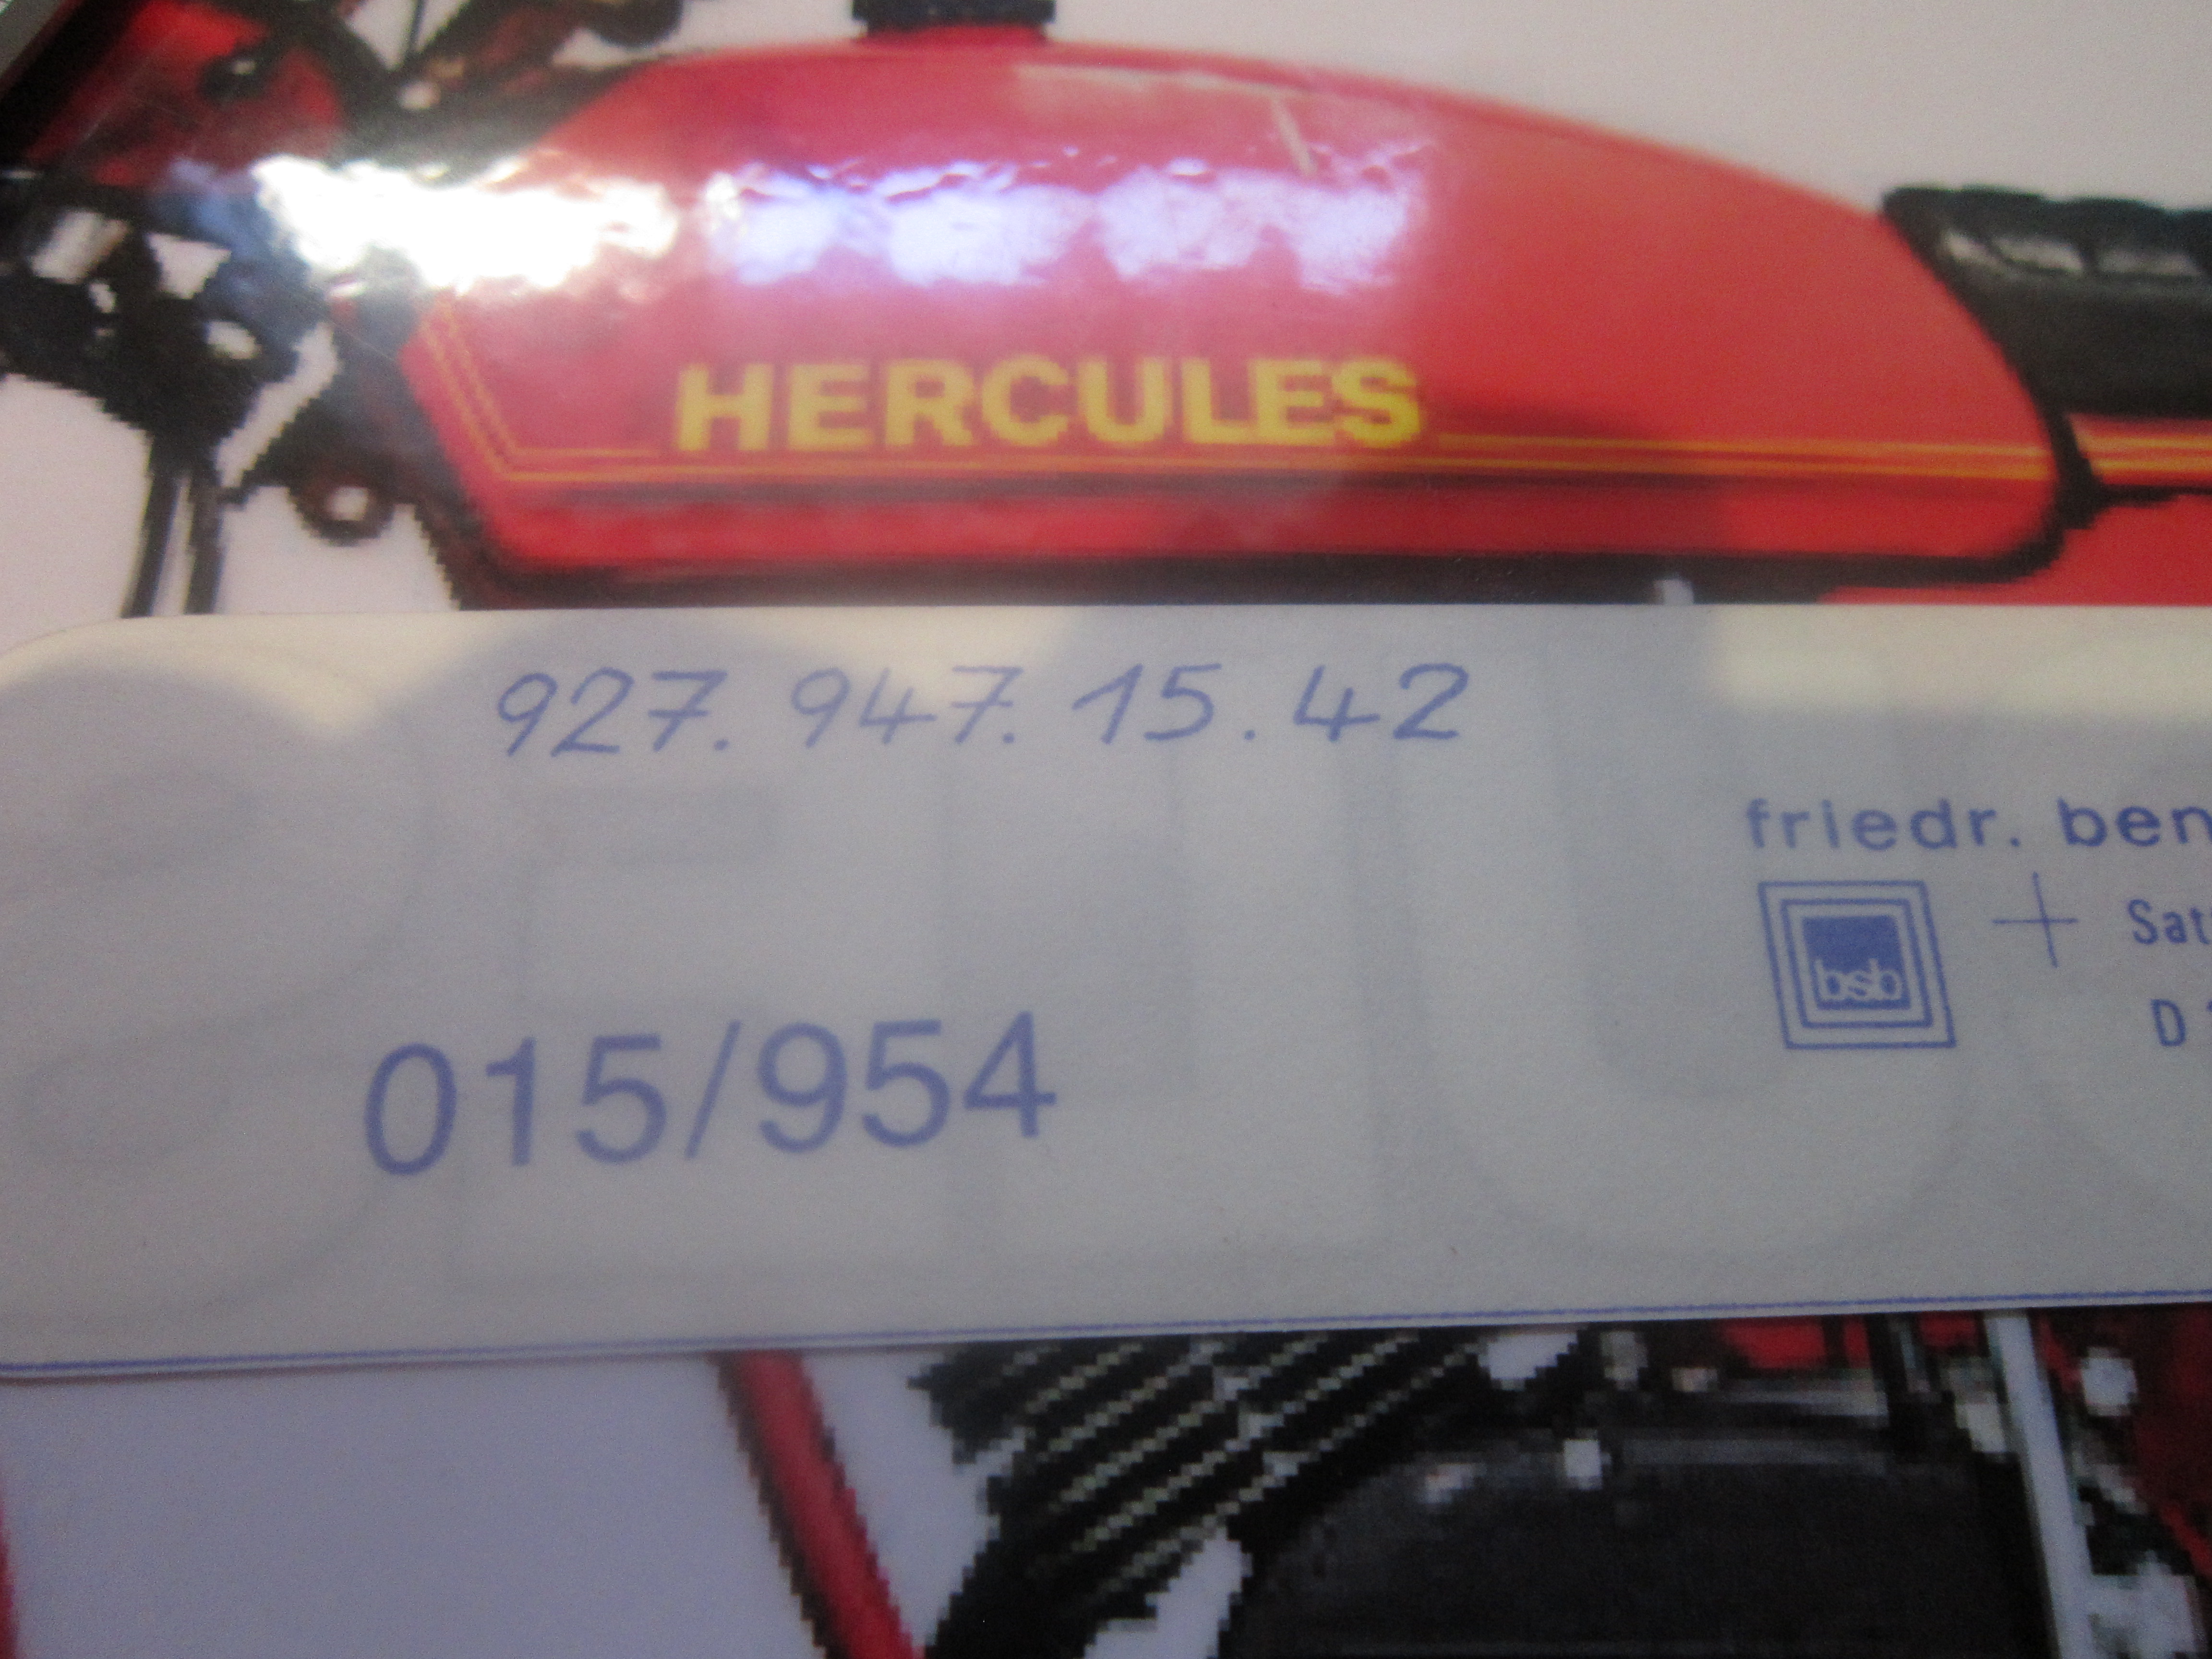 HERCULES
927.947.15.42
friedr. ben
bsb
Sat
D
015/954